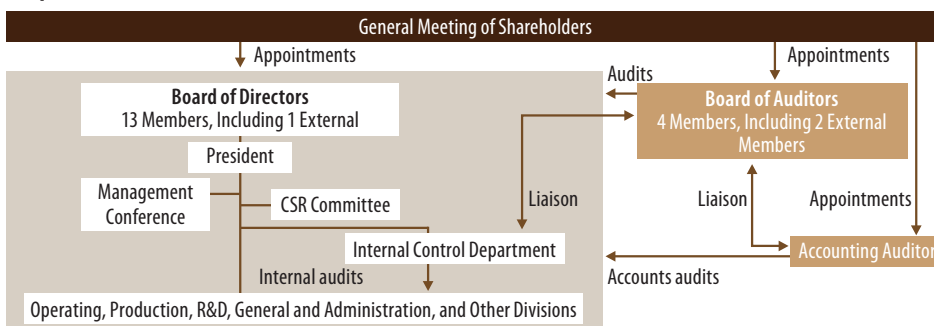 General Meeting of Shareholders
Appointments
Appointments
Audits
Board of Directors
13 Members, Including 1 External
Board of Auditors
4 Members, Including 2 External
Members
President
Management
Conference
CSR Committee
Liaison
Liaison
Appointments
Internal Control Department
Accounting Auditor
Internal audits
Accounts audits
Operating, Production, R&D, General and Administration, and Other Divisions